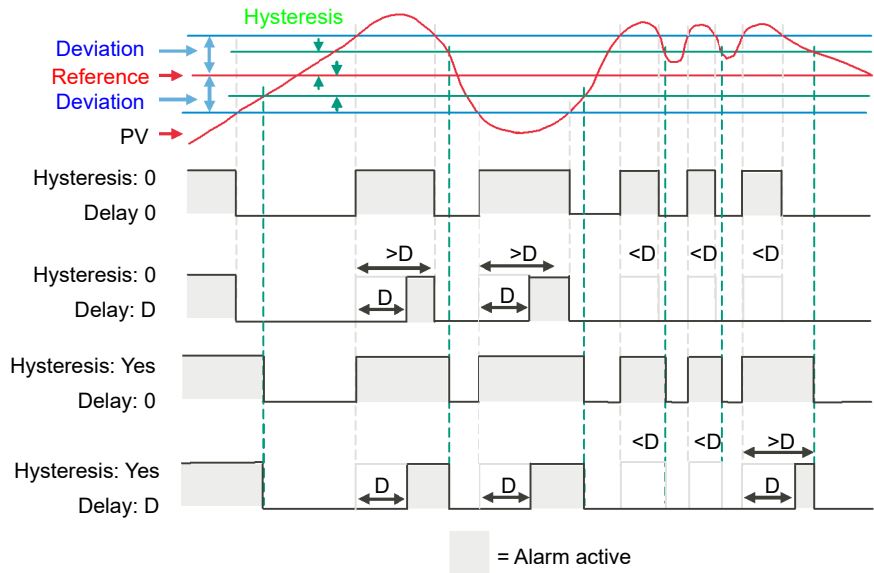 Hysteresis
Deviation
Reference
Deviation
PV
Hysteresis: 0
Delay 0
>D >D <D <D <D
Hysteresis: 0
D D
Delay: D
Hysteresis: Yes
Delay: 0
<D <D >D
Hysteresis: Yes
D D D
Delay: D
= Alarm active